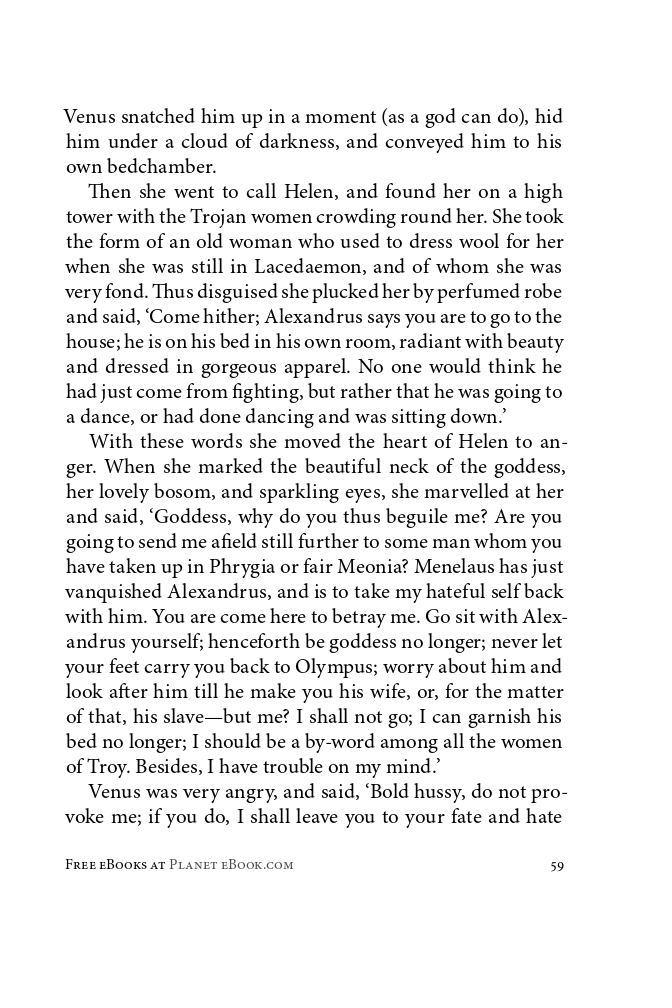 Venus snatched him up in a moment (as a god can do), hid
him under a cloud of darkness, and conveyed him to his
own bedchamber.
Then she went to call Helen, and found her on a high
tower with the Trojan women crowding round her. She took
the form of an old woman who used to dress wool for her
when she was still in Lacedaemon, and of whom she was
very fond. Thus disguised she plucked her by perfumed robe
and said, ‘Come hither; Alexandrus says you are to go to the
house; he is on his bed in his own room, radiant with beauty
and dressed in gorgeous apparel. No one would think he
had just come from fighting, but rather that he was going to
a dance, or had done dancing and was sitting down.’
With these words she moved the heart of Helen to an-
ger. When she marked the beautiful neck of the goddess,
her lovely bosom, and sparkling eyes, she marvelled at her
and said, ‘Goddess, why do you thus beguile me? Are you
going to send me afield still further to some man whom you
have taken up in Phrygia or fair Meonia? Menelaus has just
vanquished Alexandrus, and is to take my hateful self back
with him. You are come here to betray me. Go sit with Alex-
andrus yourself; henceforth be goddess no longer; never let
your feet carry you back to Olympus; worry about him and
look after him till he make you his wife, or, for the matter
of that, his slave—but me? I shall not go; I can garnish his
bed no longer; I should be a by-word among all the women
of Troy. Besides, I have trouble on my mind.’
Venus was very angry, and said, ‘Bold hussy, do not pro-
voke me; if you do, I shall leave you to your fate and hate
Free eBooks at Planet eBook.com 59